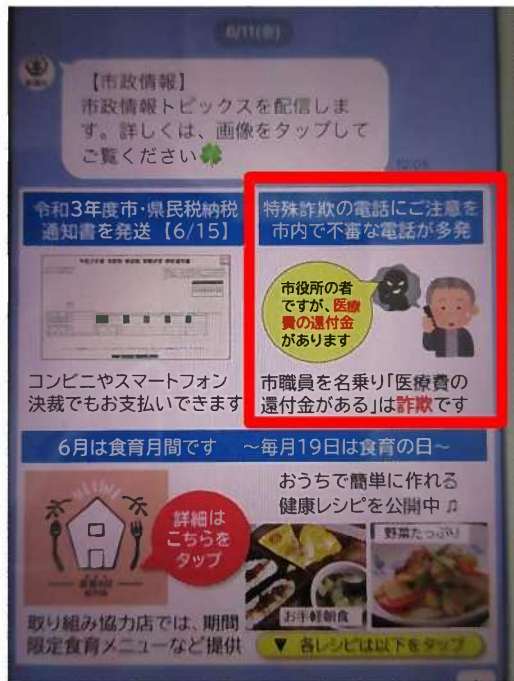 6/11(金)
【市政情報】
市政情報トピックスを配信しま
す。詳しくは、画像をタップして
ご覧ください
12:05
令和3年度市・県民税納税
通知書を発送【6/15】
コンビニやスマートフォン
決裁でもお支払いできます
特殊詐欺の電話にご注意を
市内で不審な電話が多発
市役所の者
ですが、医療
費の還付金
があります
市職員を名乗り「医療費の
還付金がある」は詐欺です
6月は食育月間です ～毎月19日は食育の日～
詳細は
こちらを
タップ
取り組み協力店では、期間
限定食育メニューなど提供
おうちで簡単に作れる
健康レシピを公開中♫
野菜たっぷり
お手軽朝食
▼ 各レシピは以下をタップ